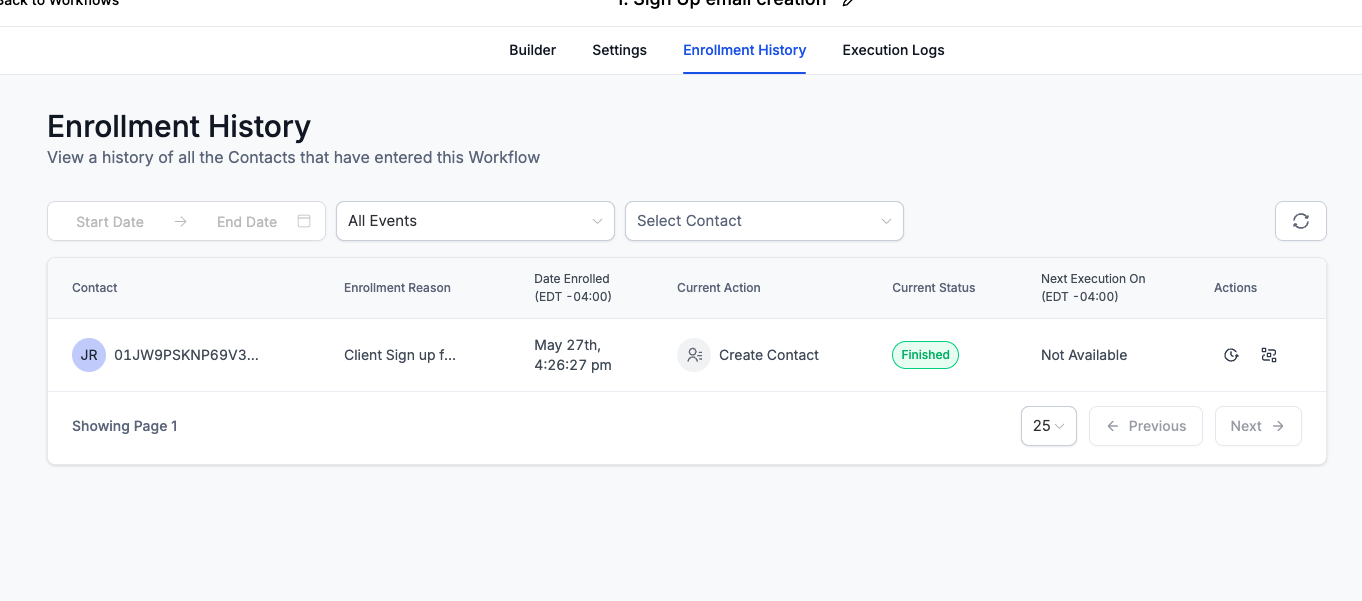 Back to Workflows
1. Sign Up email creation
Builder Settings Enrollment History Execution Logs
Enrollment History
View a history of all the Contacts that have entered this Workflow
Start Date → End Date All Events Select Contact
Contact Enrollment Reason Date Enrolled (EDT -04:00) Current Action Current Status Next Execution On (EDT -04:00) Actions
JR 01JW9PSKNP69V3... Client Sign up f... May 27th, 4:26:27 pm Create Contact Finished Not Available
Showing Page 1 25 ← Previous Next →